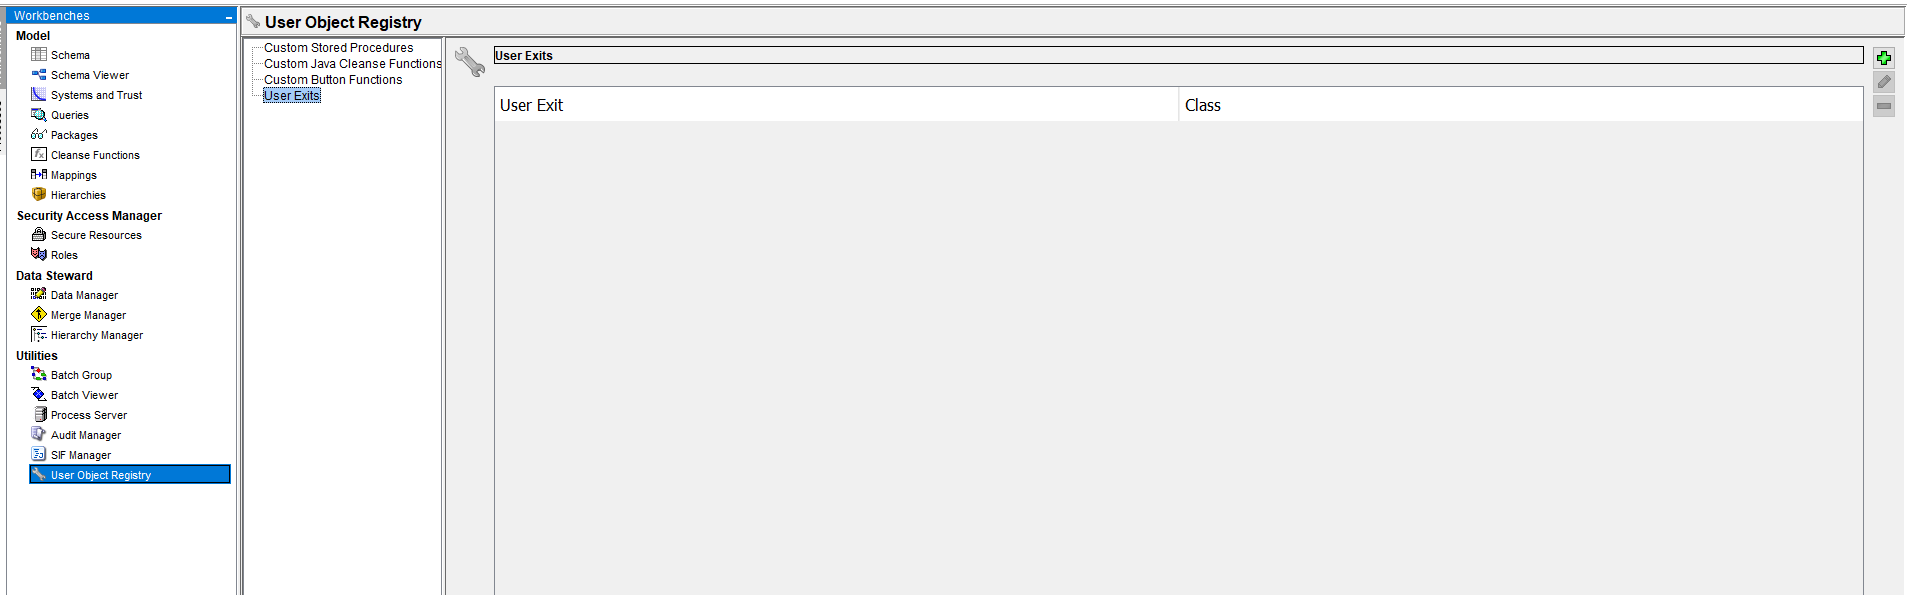 Workbenches
Model
Schema
Schema Viewer
Systems and Trust
Queries
Packages
Cleanse Functions
Mappings
Hierarchies
Security Access Manager
Secure Resources
Roles
Data Steward
Data Manager
Merge Manager
Hierarchy Manager
Utilities
Batch Group
Batch Viewer
Process Server
Audit Manager
SIF Manager
User Object Registry
User Object Registry
Custom Stored Procedures
Custom Java Cleanse Functions
Custom Button Functions
User Exits
User Exits
User Exit Class